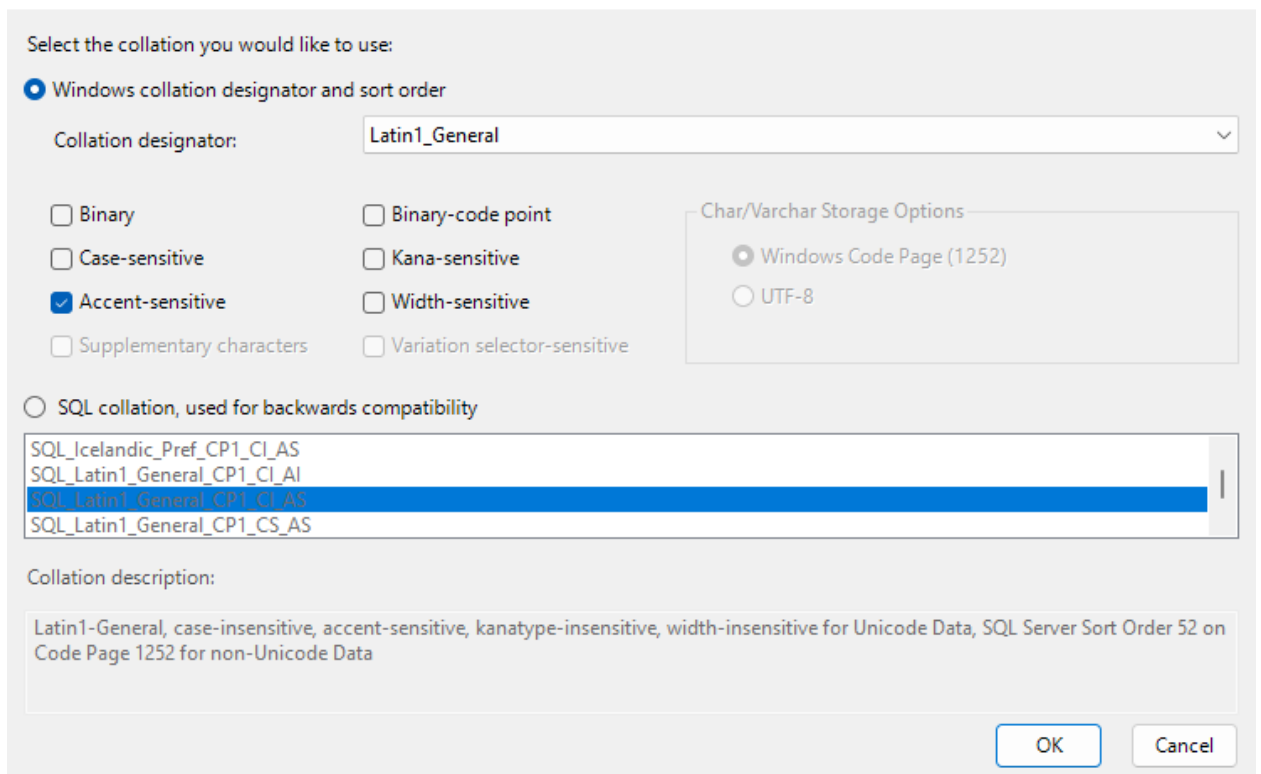 Select the collation you would like to use:
Windows collation designator and sort order
Collation designator:
Latin1_General
Binary
Binary-code point
Case-sensitive
Kana-sensitive
Accent-sensitive
Width-sensitive
Supplementary characters
Variation selector-sensitive
Char/Varchar Storage Options
Windows Code Page (1252)
UTF-8
SQL collation, used for backwards compatibility
SQL_Icelandic_Pref_CP1_CI_AS
SQL_Latin1_General_CP1_CI_AI
SQL_Latin1_General_CP1_CI_AS
SQL_Latin1_General_CP1_CS_AS
Collation description:
Latin1-General, case-insensitive, accent-sensitive, kanatype-insensitive, width-insensitive for Unicode Data, SQL Server Sort Order 52 on
Code Page 1252 for non-Unicode Data
OK
Cancel